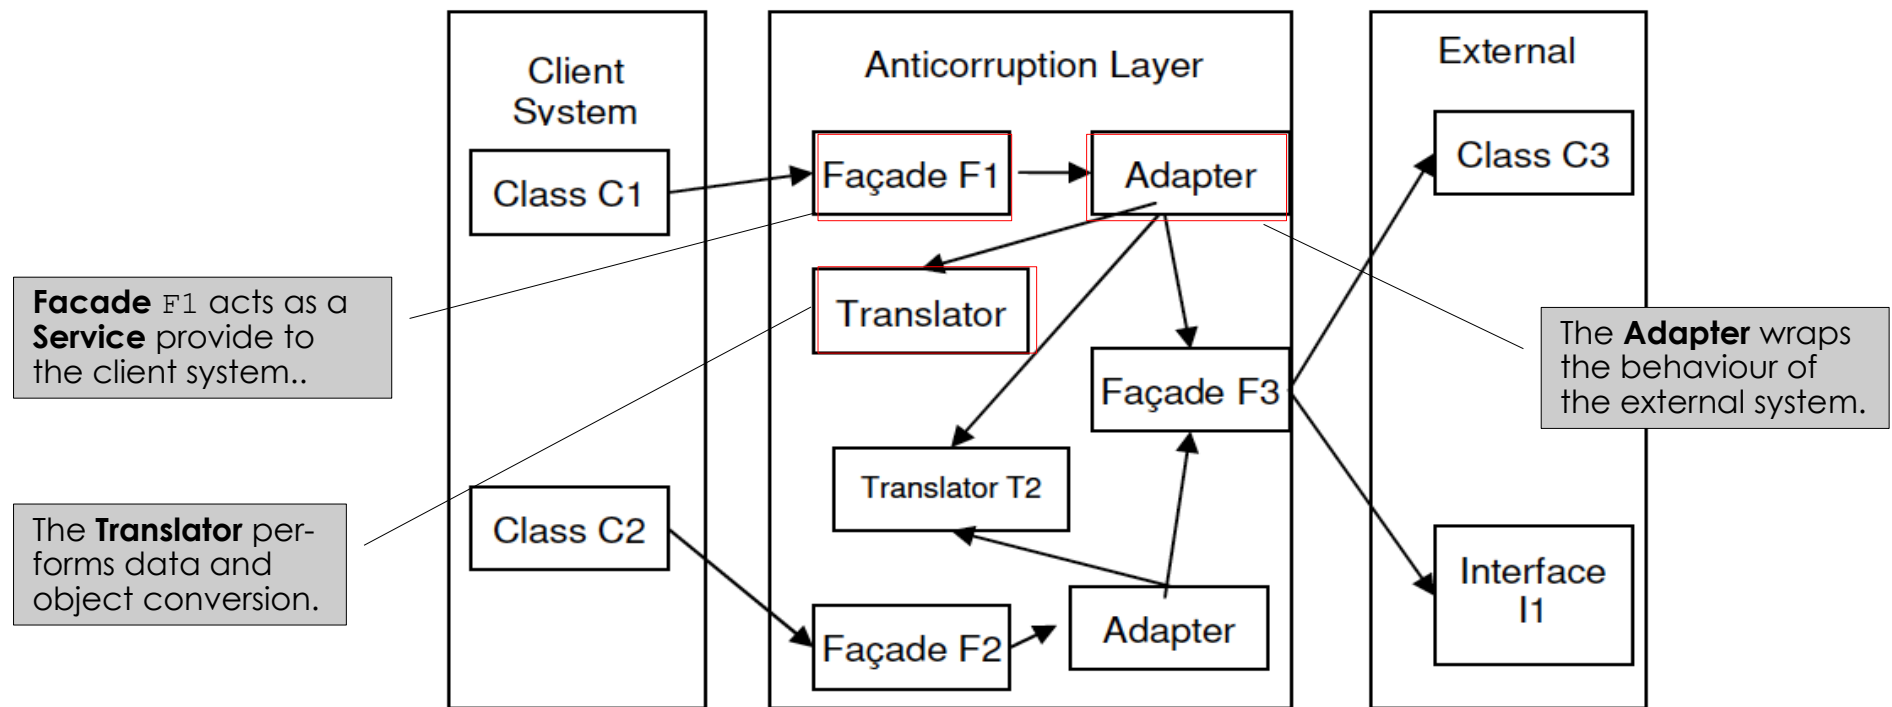 Client
System
Class C1
Class C2
Anticorruption Layer
Façade F1
Adapter
Translator
Façade F3
Translator T2
Façade F2
Adapter
External
Class C3
Interface
I1
Facade F1 acts as a
Service provide to
the client system..
The Translator per-
forms data and
object conversion.
The Adapter wraps
the behaviour of
the external system.